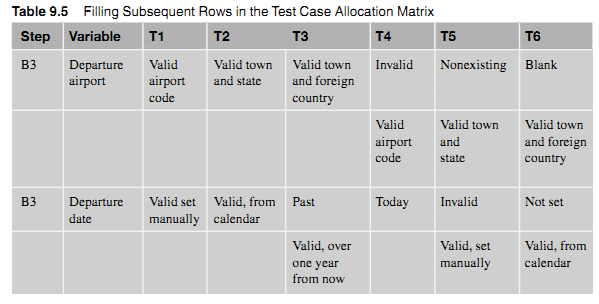 Table 9.5 Filling Subsequent Rows in the Test Case Allocation Matrix
Step Variable T1 T2 T3 T4 T5 T6
B3 Departure Valid Valid town Valid town Invalid Nonexisting Blank
airport airport and state and foreign
code country
Valid Valid town Valid town
airport and and foreign
code state country
B3 Departure Valid set Valid, from Past Today Invalid Not set
date manually calendar
Valid, over Valid, set Valid, from
one year manually calendar
from now